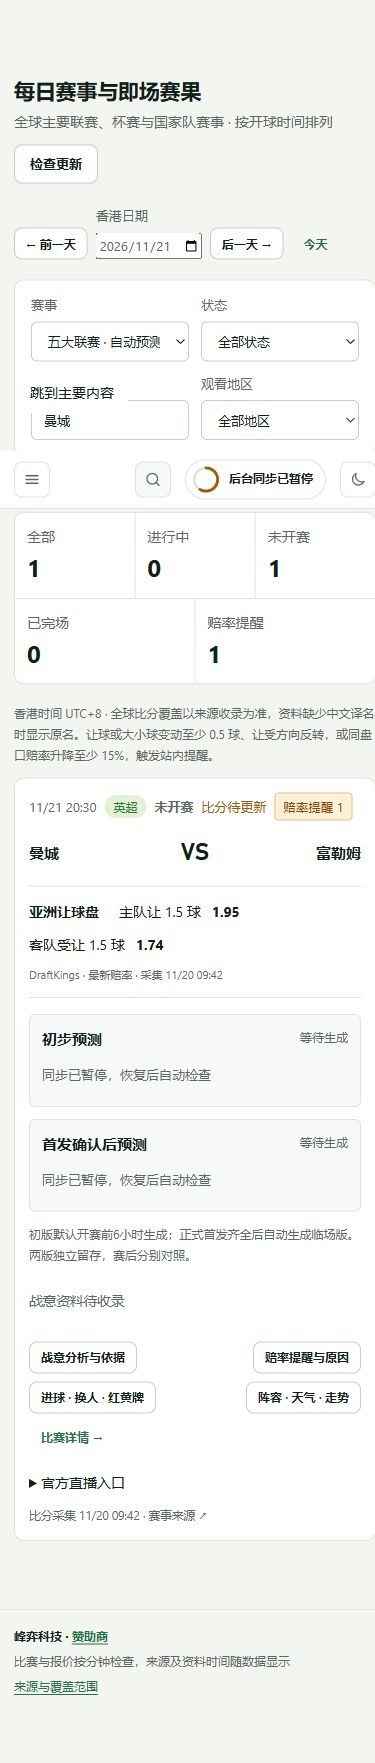 每日赛事与即场赛果
全球主要联赛、杯赛与国家队赛事 · 按开球时间排列
检查更新
香港日期
← 前一天 2026/11/21 后一天 → 今天
赛事 状态
五大联赛 · 自动预测 全部状态
跳到主要内容 观看地区
曼城 全部地区
后台同步已暂停
全部 进行中 未开赛
1 0 1
已完场 赔率提醒
0 1
香港时间 UTC+8 · 全球比分覆盖以来源收录为准，资料缺少中文译名
时显示原名。让球或大小球变动至少 0.5 球、让受方向反转，或同盘
口赔率升降至少 15%，触发站内提醒。
11/21 20:30 英超 未开赛 比分待更新 赔率提醒 1
曼城 VS 富勒姆
亚洲让球盘 主队让 1.5 球 1.95
客队受让 1.5 球 1.74
DraftKings · 最新赔率 · 采集 11/20 09:42
初步预测 等待生成
同步已暂停，恢复后自动检查
首发确认后预测 等待生成
同步已暂停，恢复后自动检查
初版默认开赛前6小时生成；正式首发齐全后自动生成临场版。
两版独立留存，赛后分别对照。
战意资料待收录
战意分析与依据 赔率提醒与原因
进球 · 换人 · 红黄牌 阵容 · 天气 · 走势
比赛详情 →
▶ 官方直播入口
比分采集 11/20 09:42 · 赛事来源 ↗
峰弈科技 · 赞助商
比赛与报价按分钟检查，来源及资料时间随数据显示
来源与覆盖范围